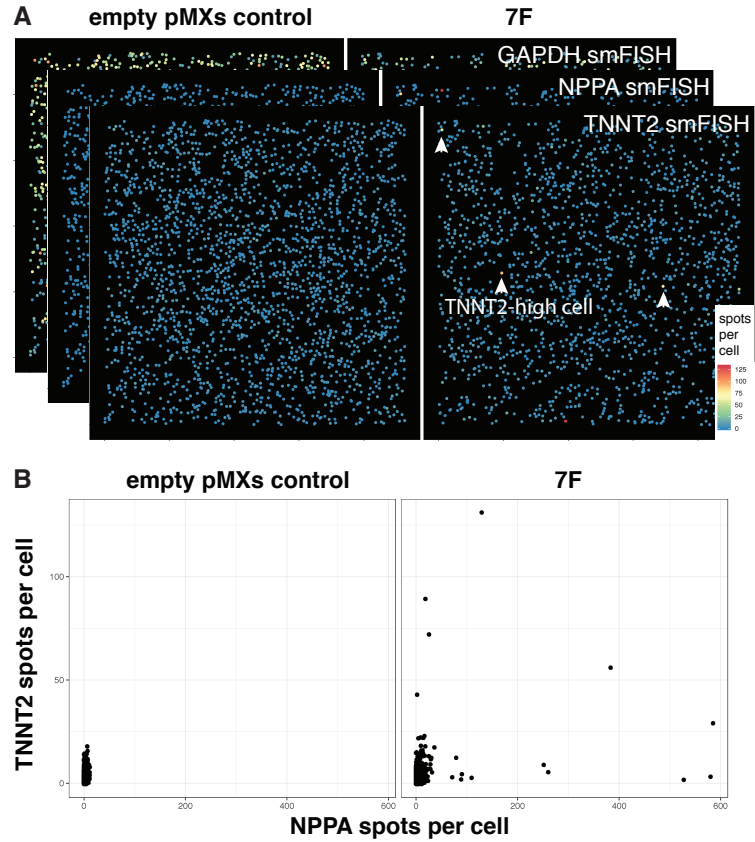 A
empty pMXs control
7F
GAPDH smFISH
NPPA smFISH
TNNT2 smFISH
TNNT2-high cell
spots
per
cell
125
100
75
50
25
0
B
empty pMXs control
7F
TNNT2 spots per cell
100
50
0
0
200
400
600
0
200
400
600
NPPA spots per cell